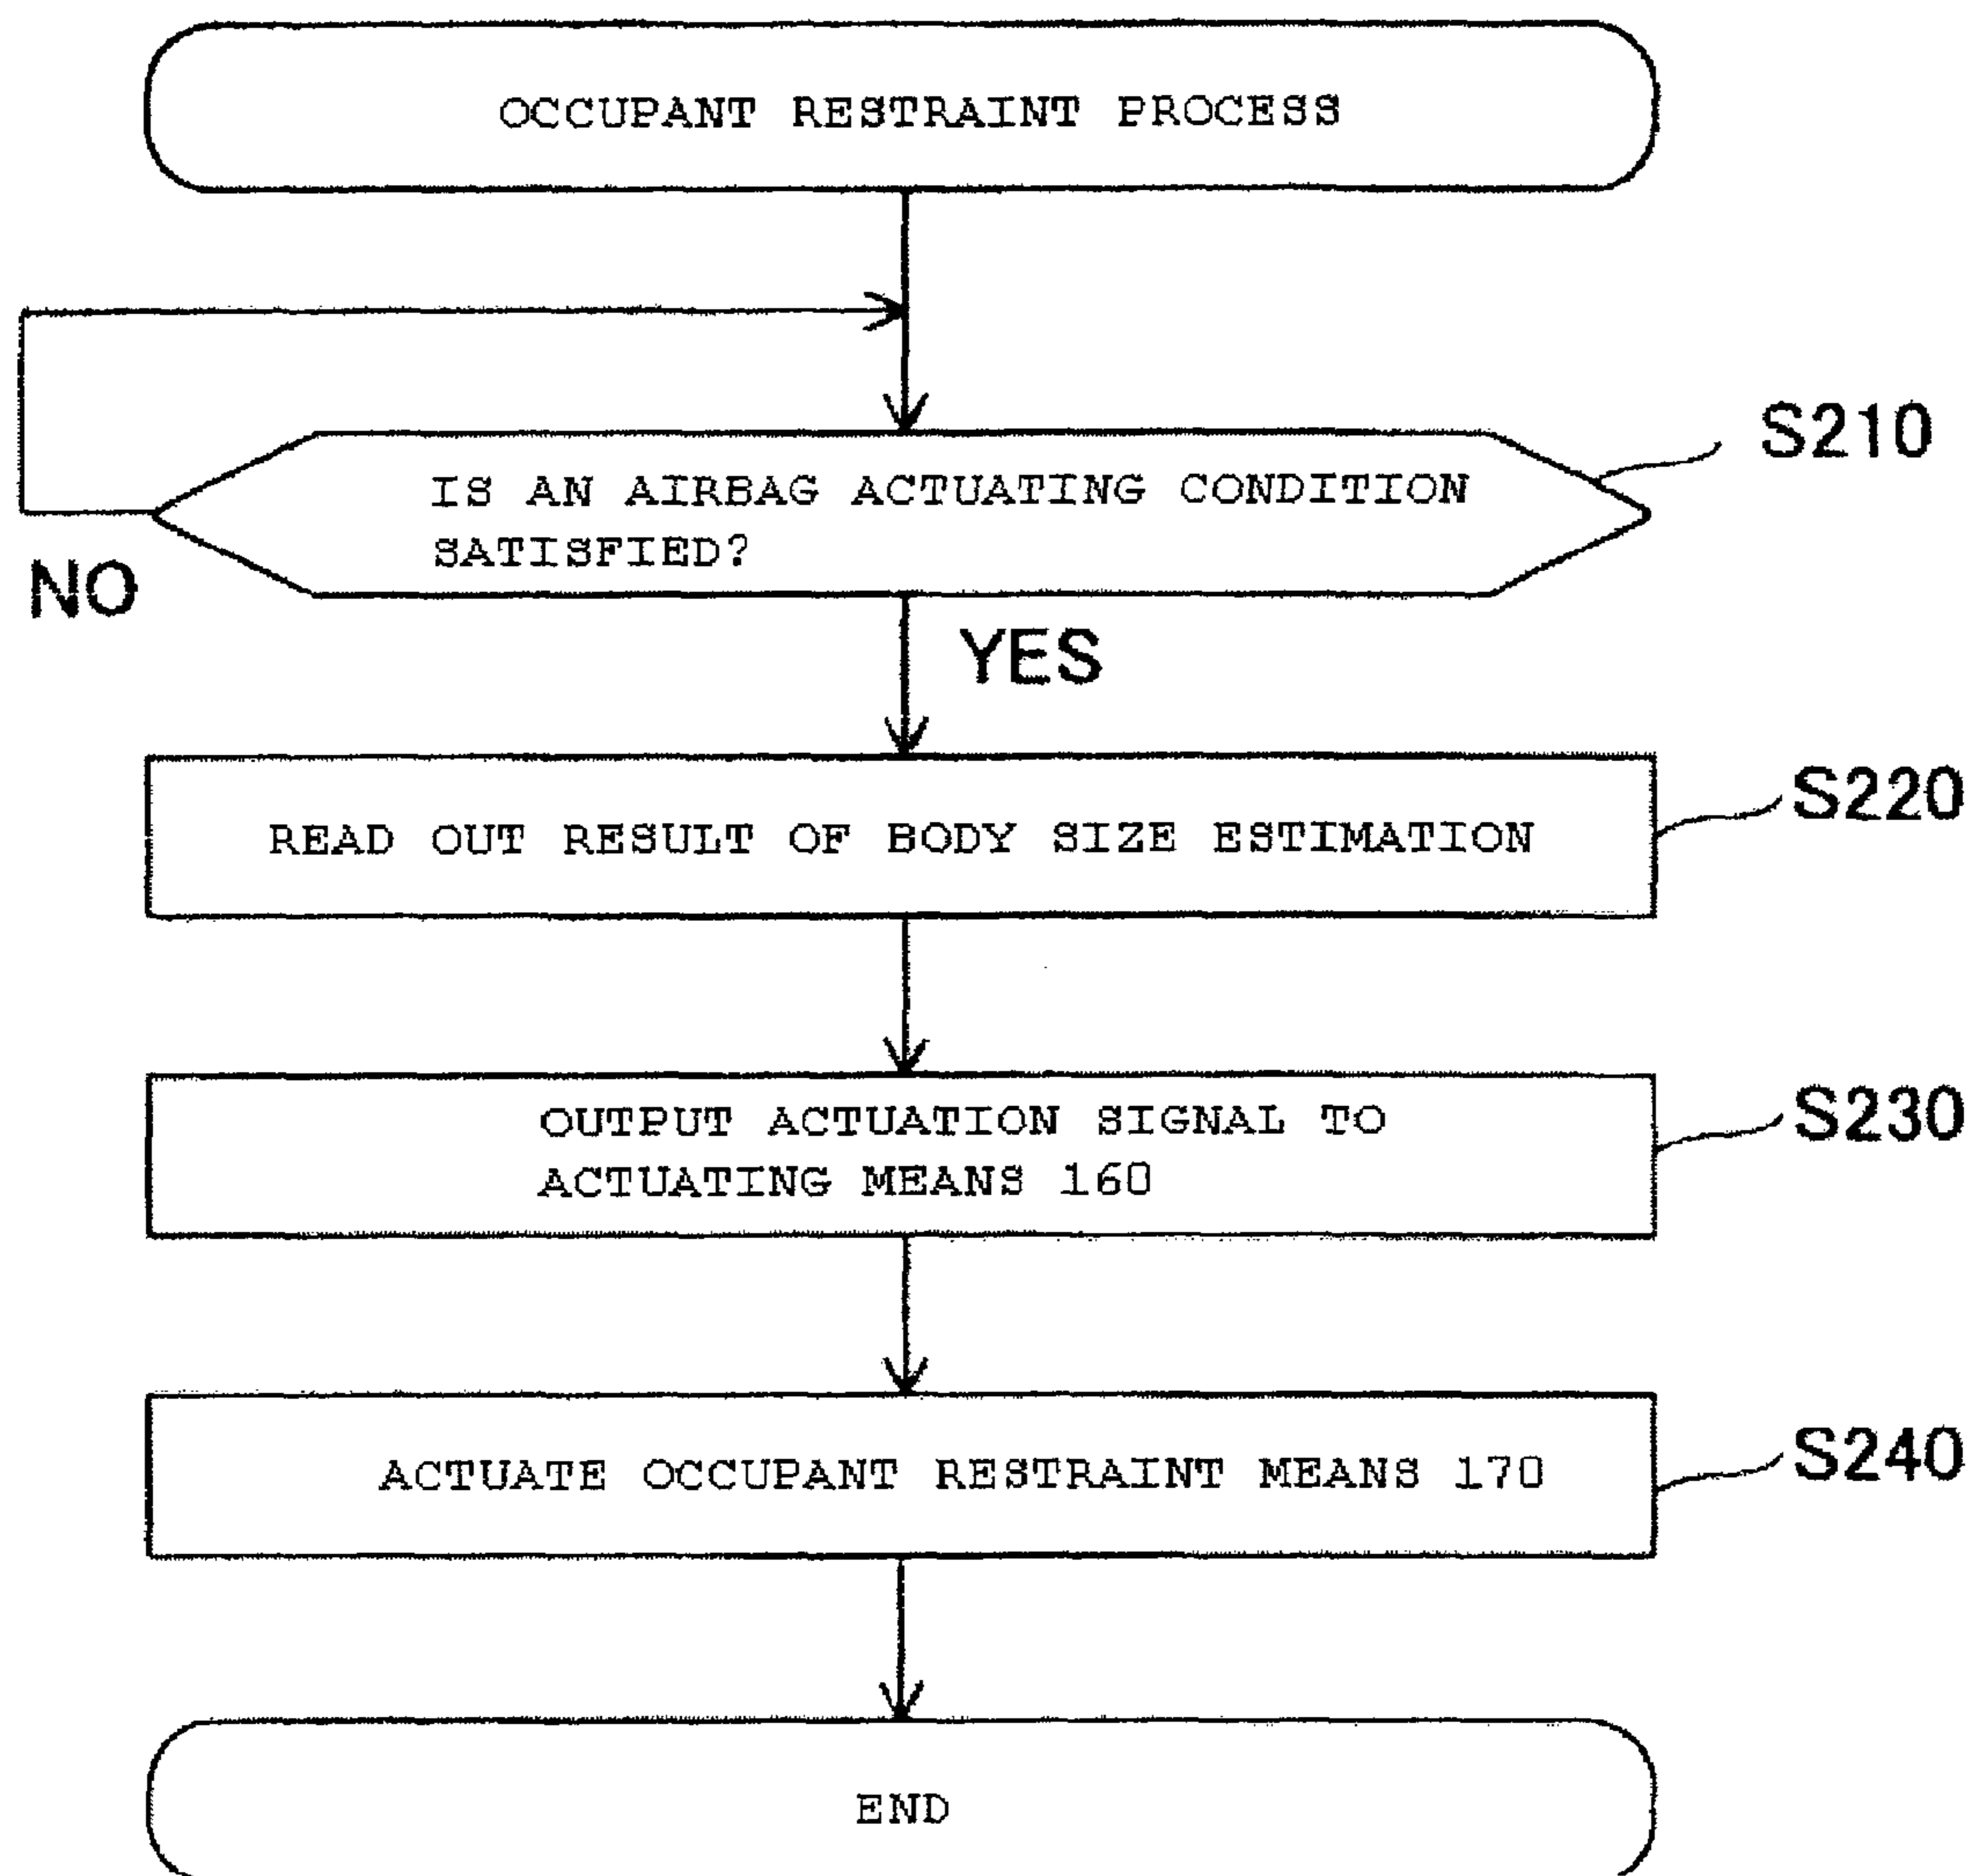 OCCUPANT RESTRAINT PROCESS
S210
IS AN AIRBAG ACTUATING CONDITION
SATISFIED?
NO
YES
S220
READ OUT RESULT OF BODY SIZE ESTIMATION
S230
OUTPUT ACTUATION SIGNAL TO
ACTUATING MEANS 160
S240
ACTUATE OCCUPANT RESTRAINT MEANS 170
END